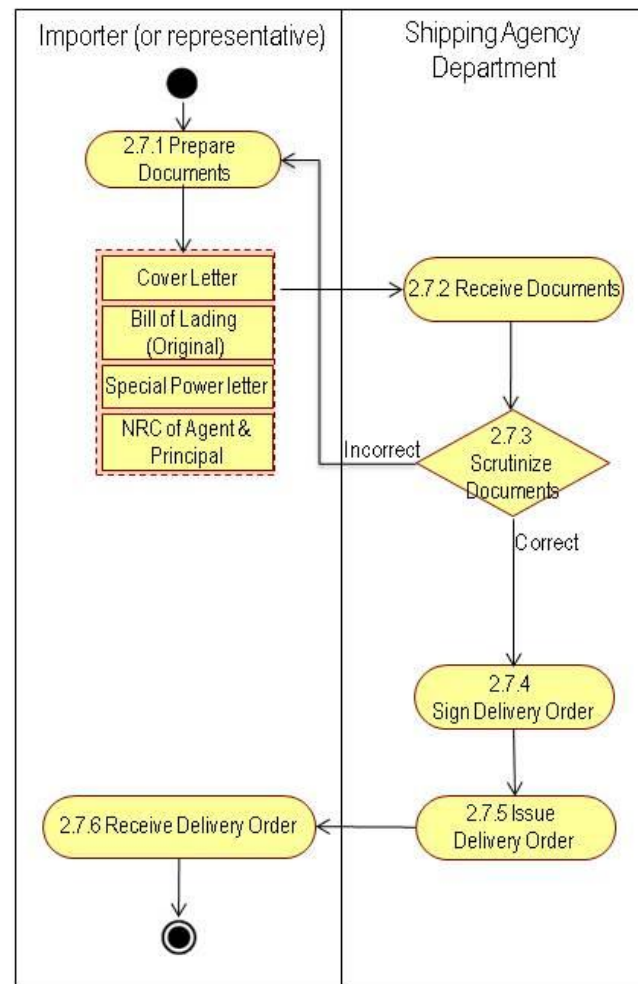 Importer (or representative)
Shipping Agency
Department
2.7.1 Prepare
Documents
Cover Letter
Bill of Lading
(Original)
Special Power letter
NRC of Agent &
Principal
2.7.2 Receive Documents
2.7.3
Scrutinize
Documents
Incorrect
Correct
2.7.4
Sign Delivery Order
2.7.5 Issue
Delivery Order
2.7.6 Receive Delivery Order